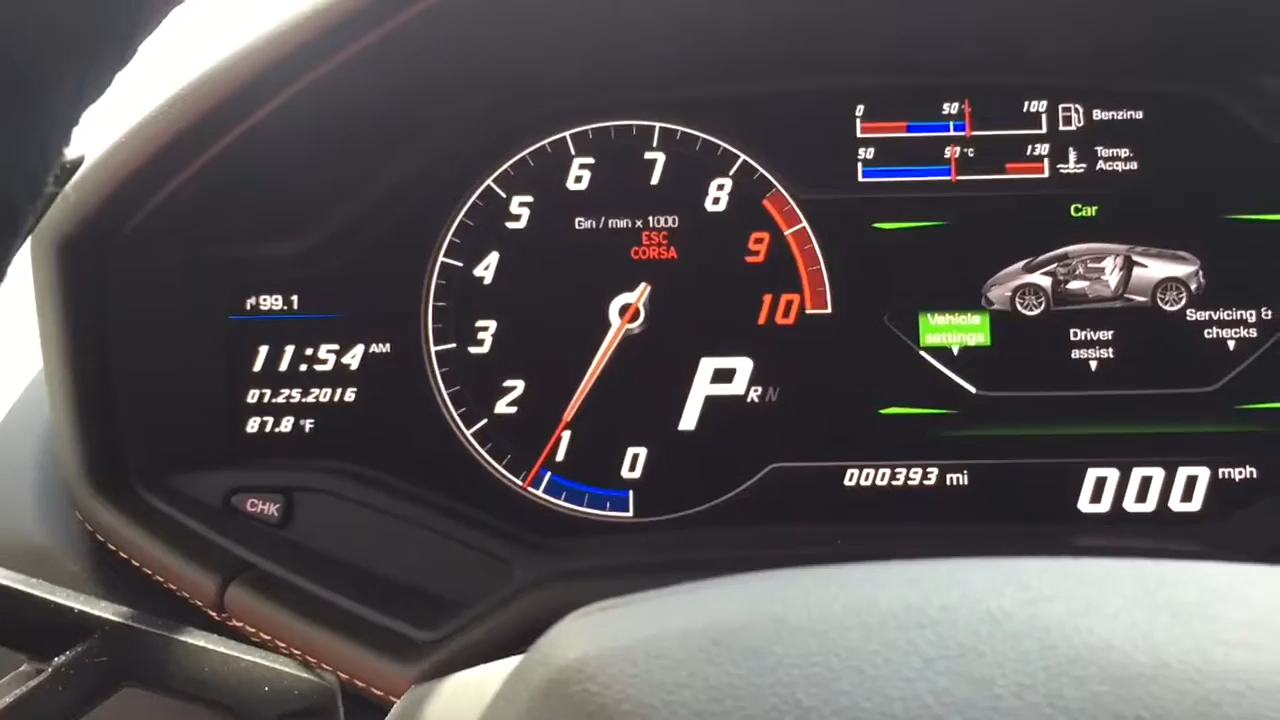 r 99.1
11:54 AM
07.25.2016
87.8 °F
CHK
0
1
2
3
4
5
6
7
8
9
10
Giri / min x 1000
ESC
CORSA
P R N
0 50 100
Benzina
50 90 °C 130
Temp.
Acqua
Car
Vehicle
settings
Driver
assist
Servicing &
checks
000393 mi
000 mph